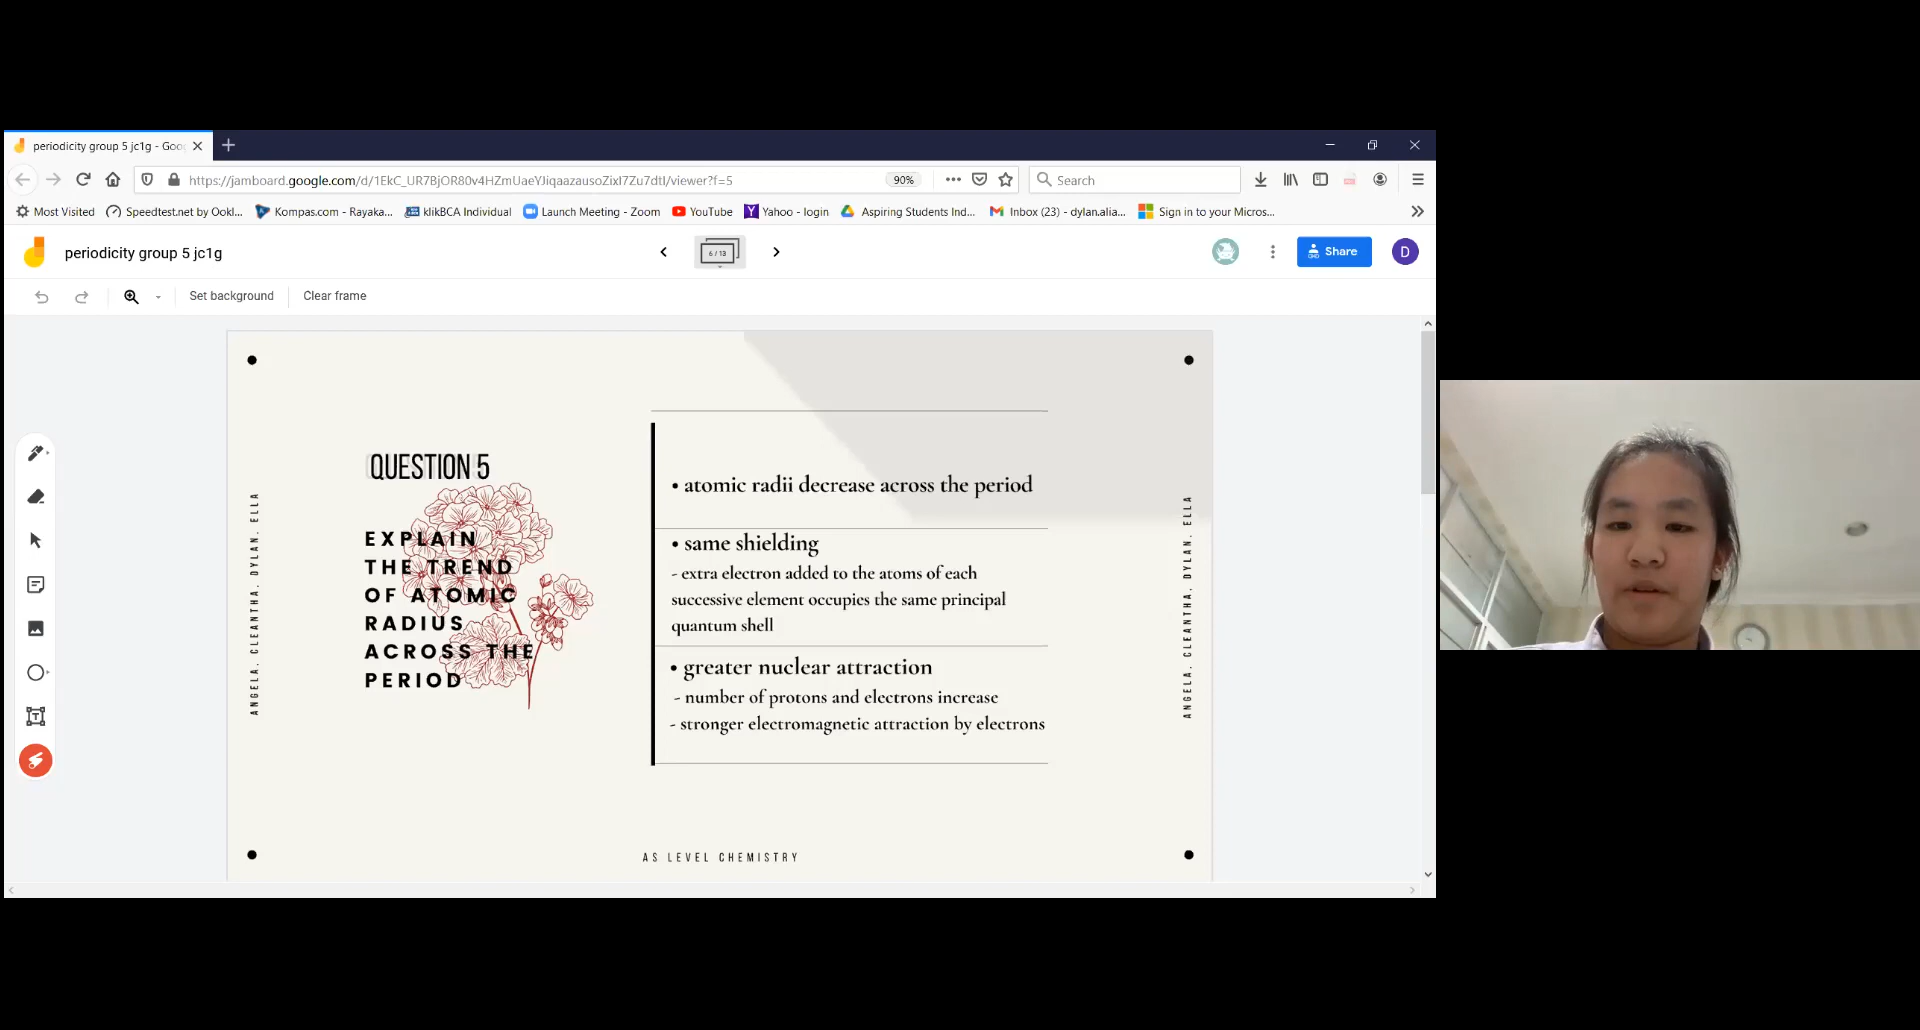 periodicity group 5 jc1g - Goo
https://jamboard.google.com/d/1EkC_UR7BjOR80v4HZmUaeYJiqaazausoZixI7Zu7dtI/viewer?f=5
90%
Search
Most Visited
Speedtest.net by Ookl...
Kompas.com - Rayaka...
klikBCA Individual
Launch Meeting - Zoom
YouTube
Yahoo - login
Aspiring Students Ind...
Inbox (23) - dylan.alia...
Sign in to your Micros...
periodicity group 5 jc1g
6 / 13
Share
D
Set background
Clear frame
QUESTION 5
EXPLAIN
THE TREND
OF ATOMIC
RADIUS
ACROSS THE
PERIOD
• atomic radii decrease across the period
• same shielding
- extra electron added to the atoms of each
successive element occupies the same principal
quantum shell
• greater nuclear attraction
- number of protons and electrons increase
- stronger electromagnetic attraction by electrons
ANGELA, CLEANTHA, DYLAN, ELLA
ANGELA, CLEANTHA, DYLAN, ELLA
AS LEVEL CHEMISTRY